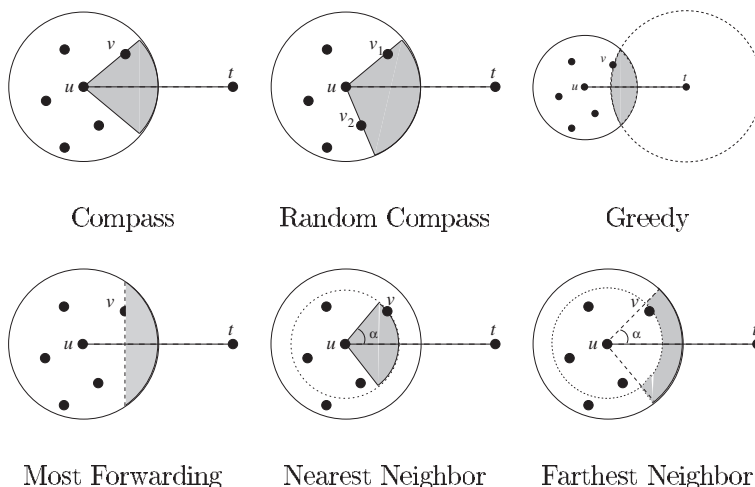 v
u
t
Compass
v1
u
v2
t
Random Compass
v
u
t
Greedy
v
u
t
Most Forwarding
v
α
u
t
Nearest Neighbor
v
α
u
t
Farthest Neighbor